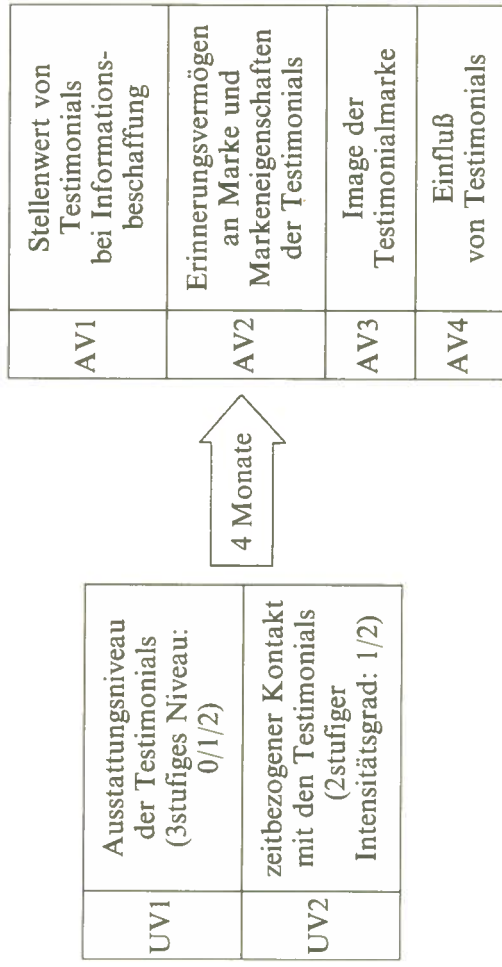 UV1
Ausstattungsniveau
der Testimonials
(3stufiges Niveau:
0/1/2)
UV2
zeitbezogener Kontakt
mit den Testimonials
(2stufiger
Intensitätsgrad: 1/2)
4 Monate
AV1
Stellenwert von
Testimonials
bei Informations-
beschaffung
AV2
Erinnerungsvermögen
an Marke und
Markeneigenschaften
der Testimonials
AV3
Image der
Testimonialmarke
AV4
Einfluß
von Testimonials